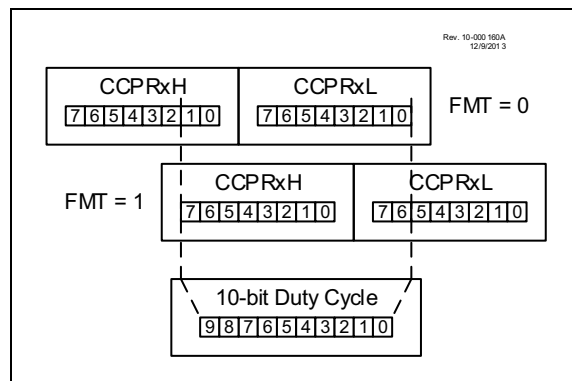 Rev. 10-000 160A
12/9/201 3
CCPRxH CCPRxL
7 6 5 4 3 2 1 0 7 6 5 4 3 2 1 0 FMT = 0
CCPRxH CCPRxL
FMT = 1 7 6 5 4 3 2 1 0 7 6 5 4 3 2 1 0
10-bit Duty Cycle
9 8 7 6 5 4 3 2 1 0